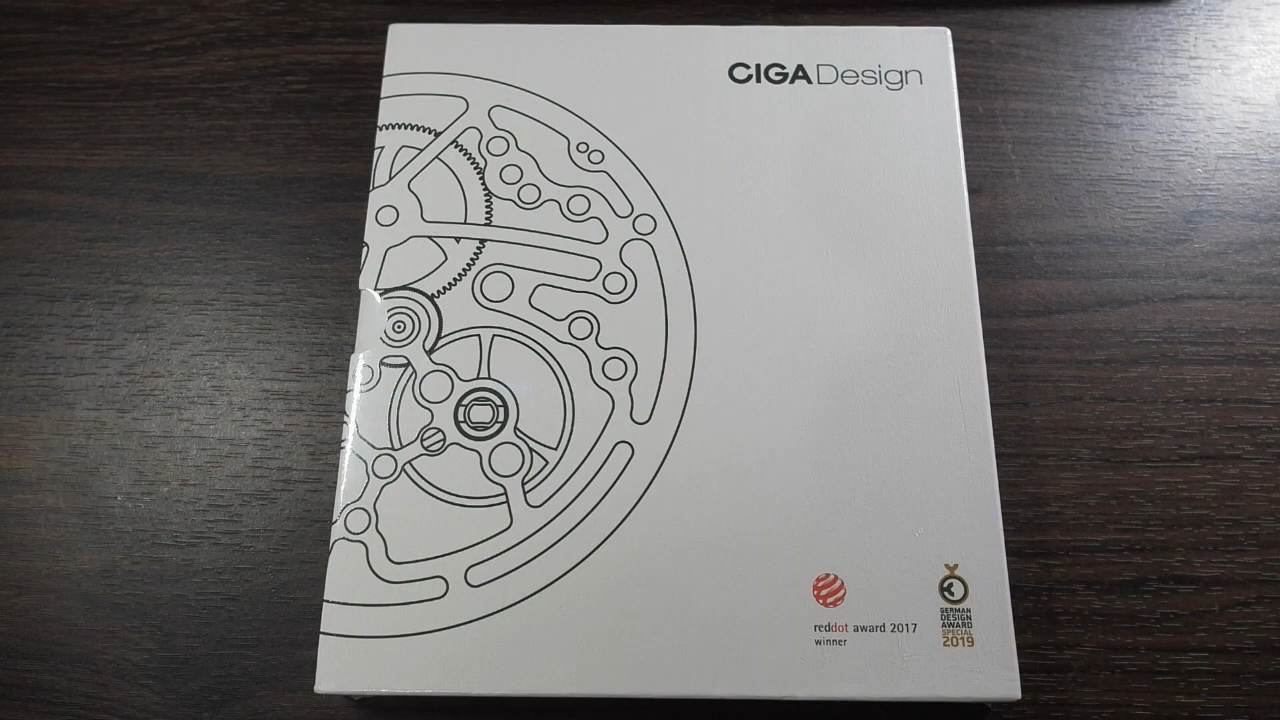 CIGA Design
reddot award 2017
winner
GERMAN
DESIGN
AWARD
SPECIAL
2019